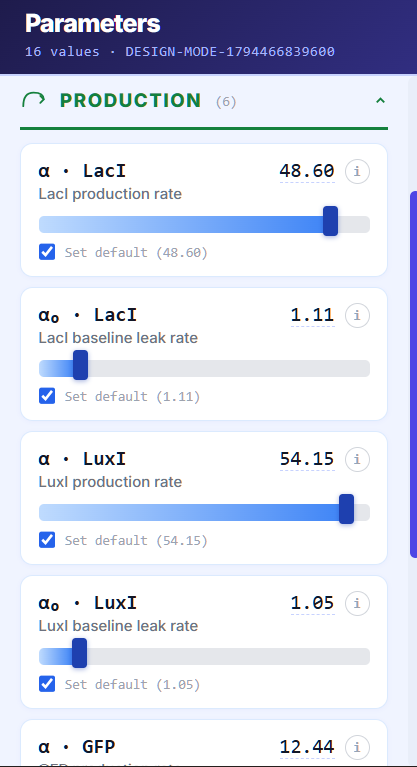 Parameters
16 values · DESIGN-MODE-1794466839600
PRODUCTION (6)
α · LacI 48.60 i
LacI production rate
Set default (48.60)
α₀ · LacI 1.11 i
LacI baseline leak rate
Set default (1.11)
α · LuxI 54.15 i
LuxI production rate
Set default (54.15)
α₀ · LuxI 1.05 i
LuxI baseline leak rate
Set default (1.05)
α · GFP 12.44 i